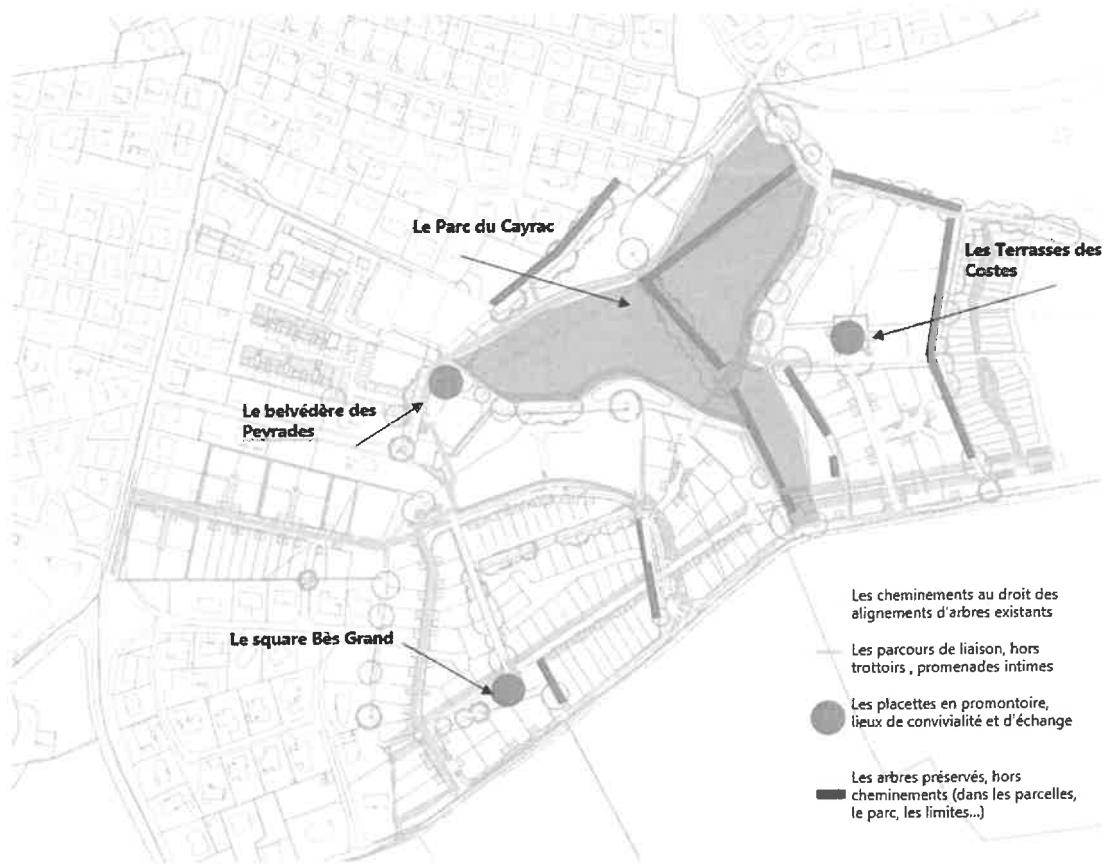 Le Parc du Cayrac
Les Terrasses des
Costes
Le belvédère des
Peyrades
Le square Bès Grand
Les cheminements au droit des
alignements d'arbres existants
Les parcours de liaison, hors
trottoirs , promenades intimes
Les placettes en promontoire,
lieux de convivialité et d'échange
Les arbres préservés, hors
cheminements (dans les parcelles,
le parc, les limites...)